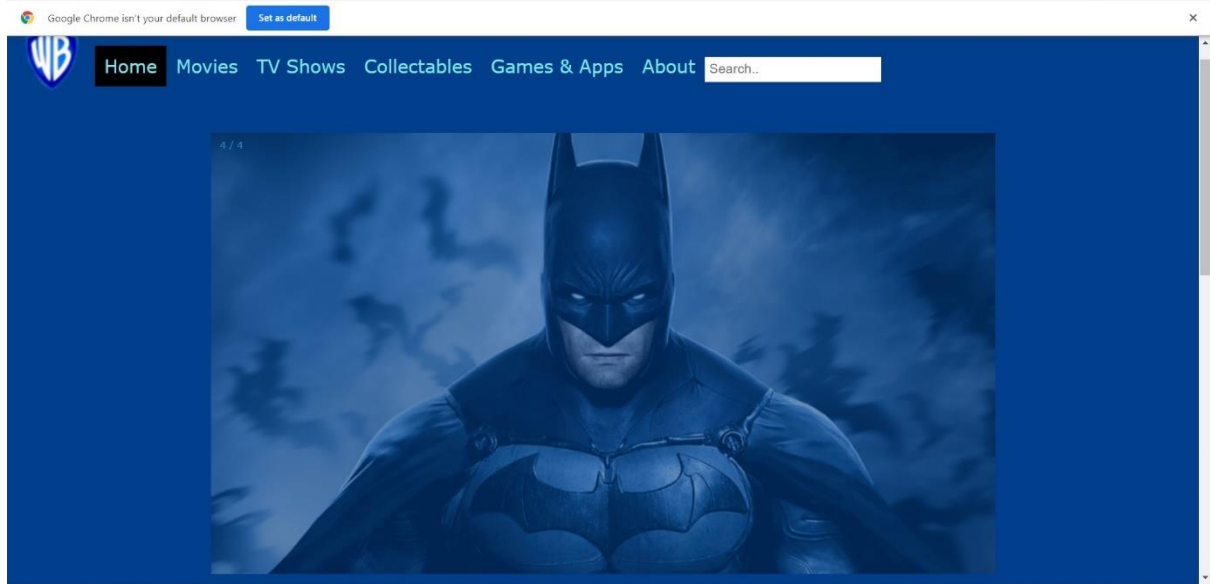 Google Chrome isn't your default browser Set as default
WB Home Movies TV Shows Collectables Games & Apps About Search..
4 / 4